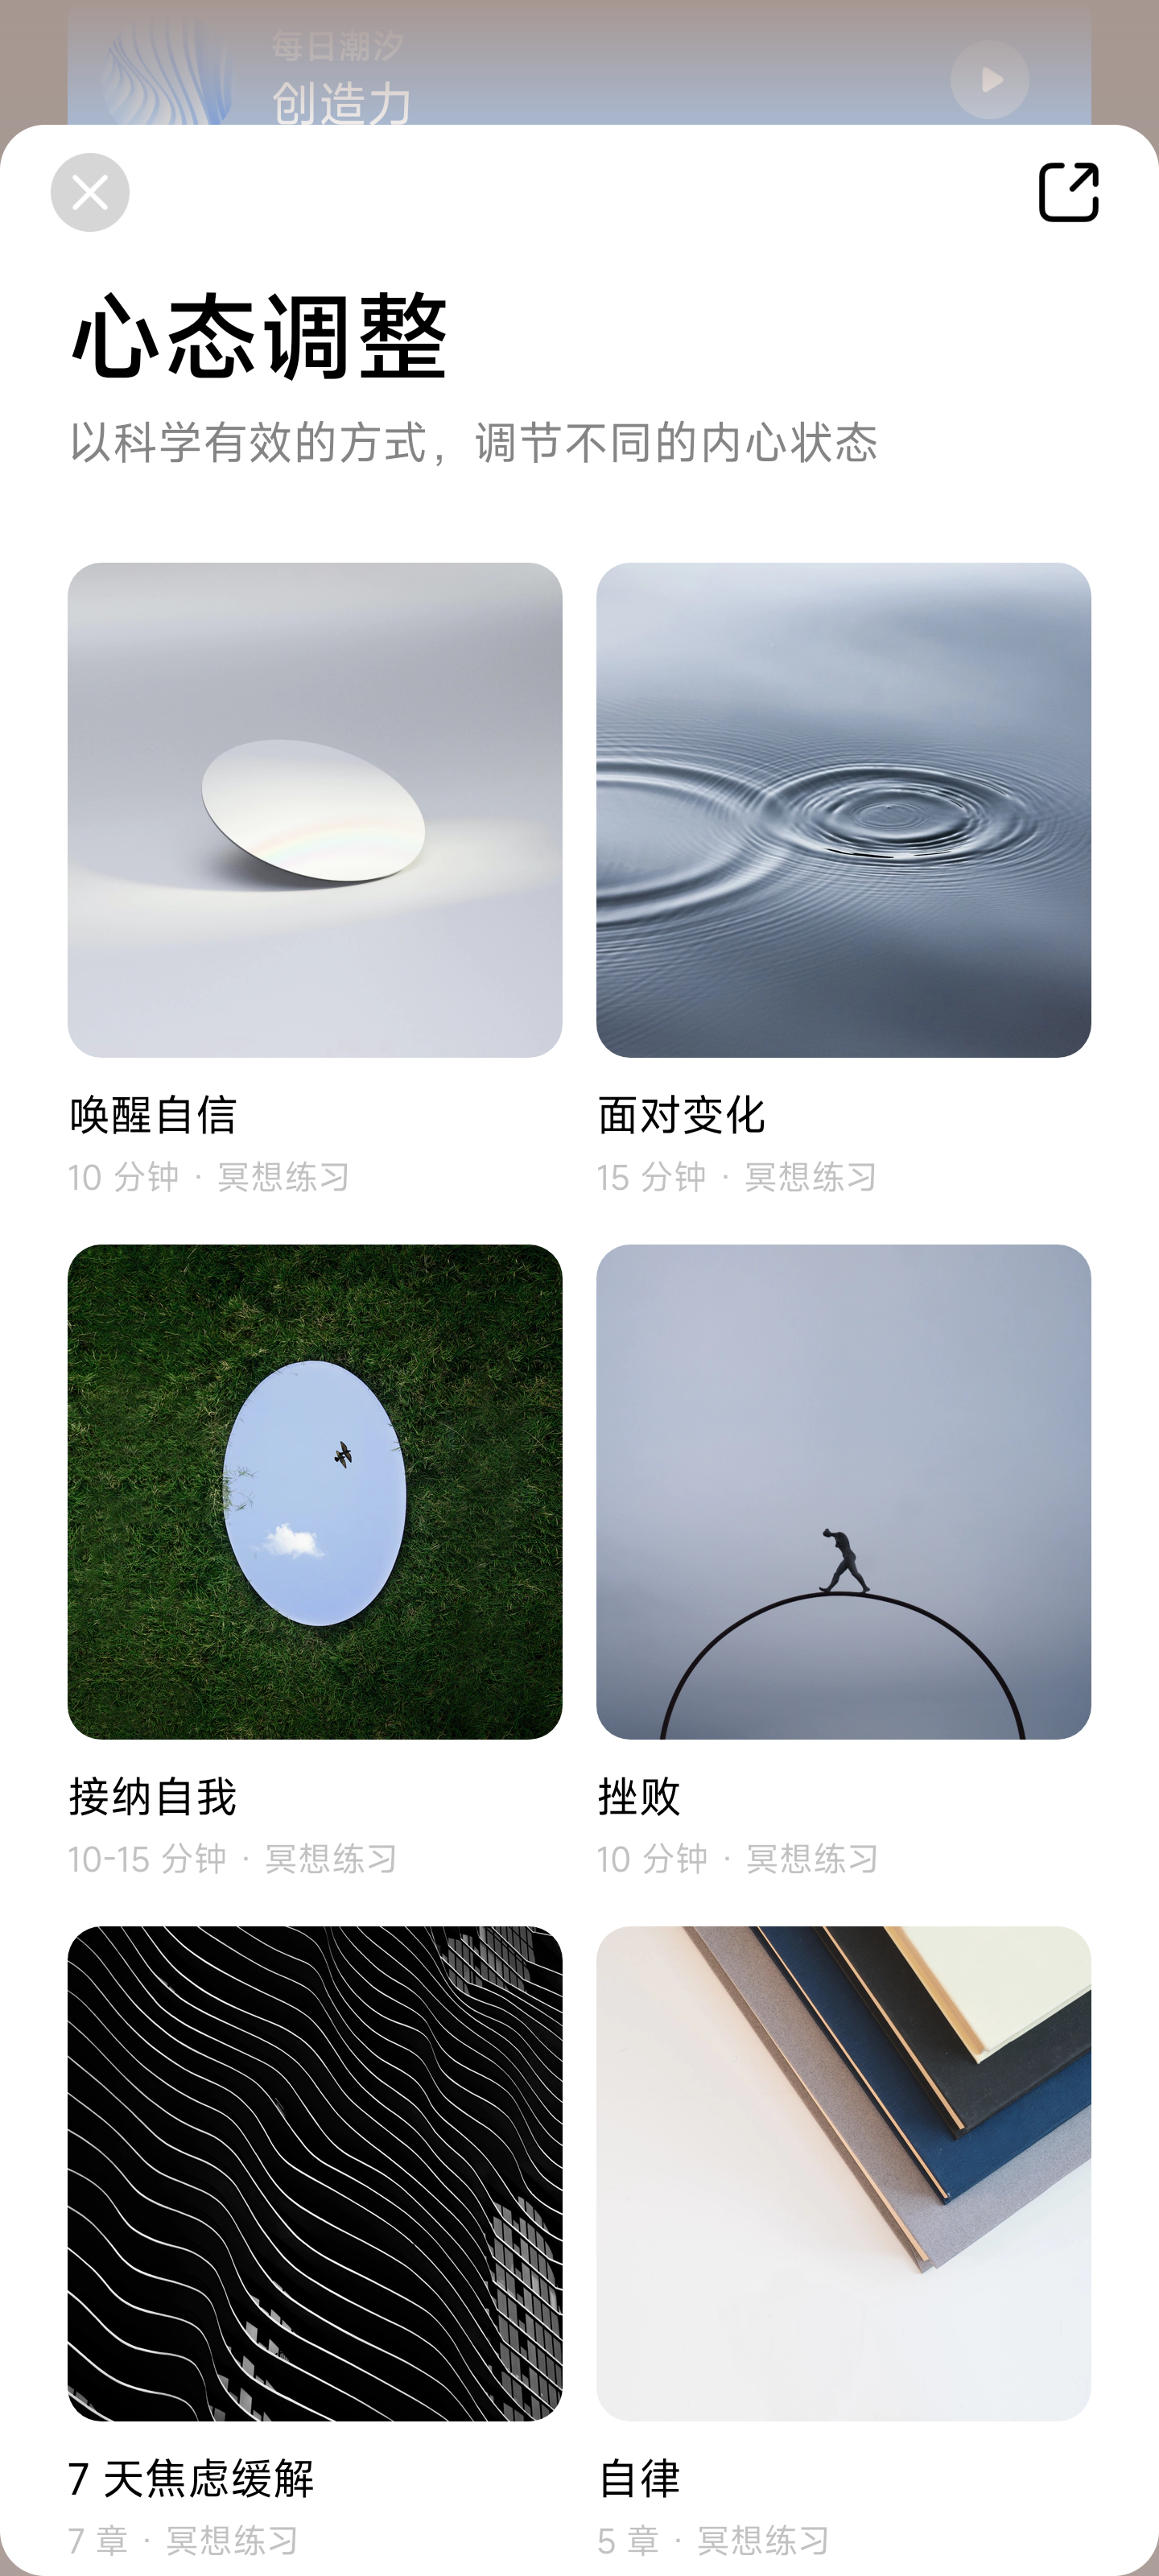 每日潮汐
创造力
心态调整
以科学有效的方式，调节不同的内心状态
唤醒自信
10 分钟 · 冥想练习
面对变化
15 分钟 · 冥想练习
接纳自我
10-15 分钟 · 冥想练习
挫败
10 分钟 · 冥想练习
7 天焦虑缓解
7 章 · 冥想练习
自律
5 章 · 冥想练习